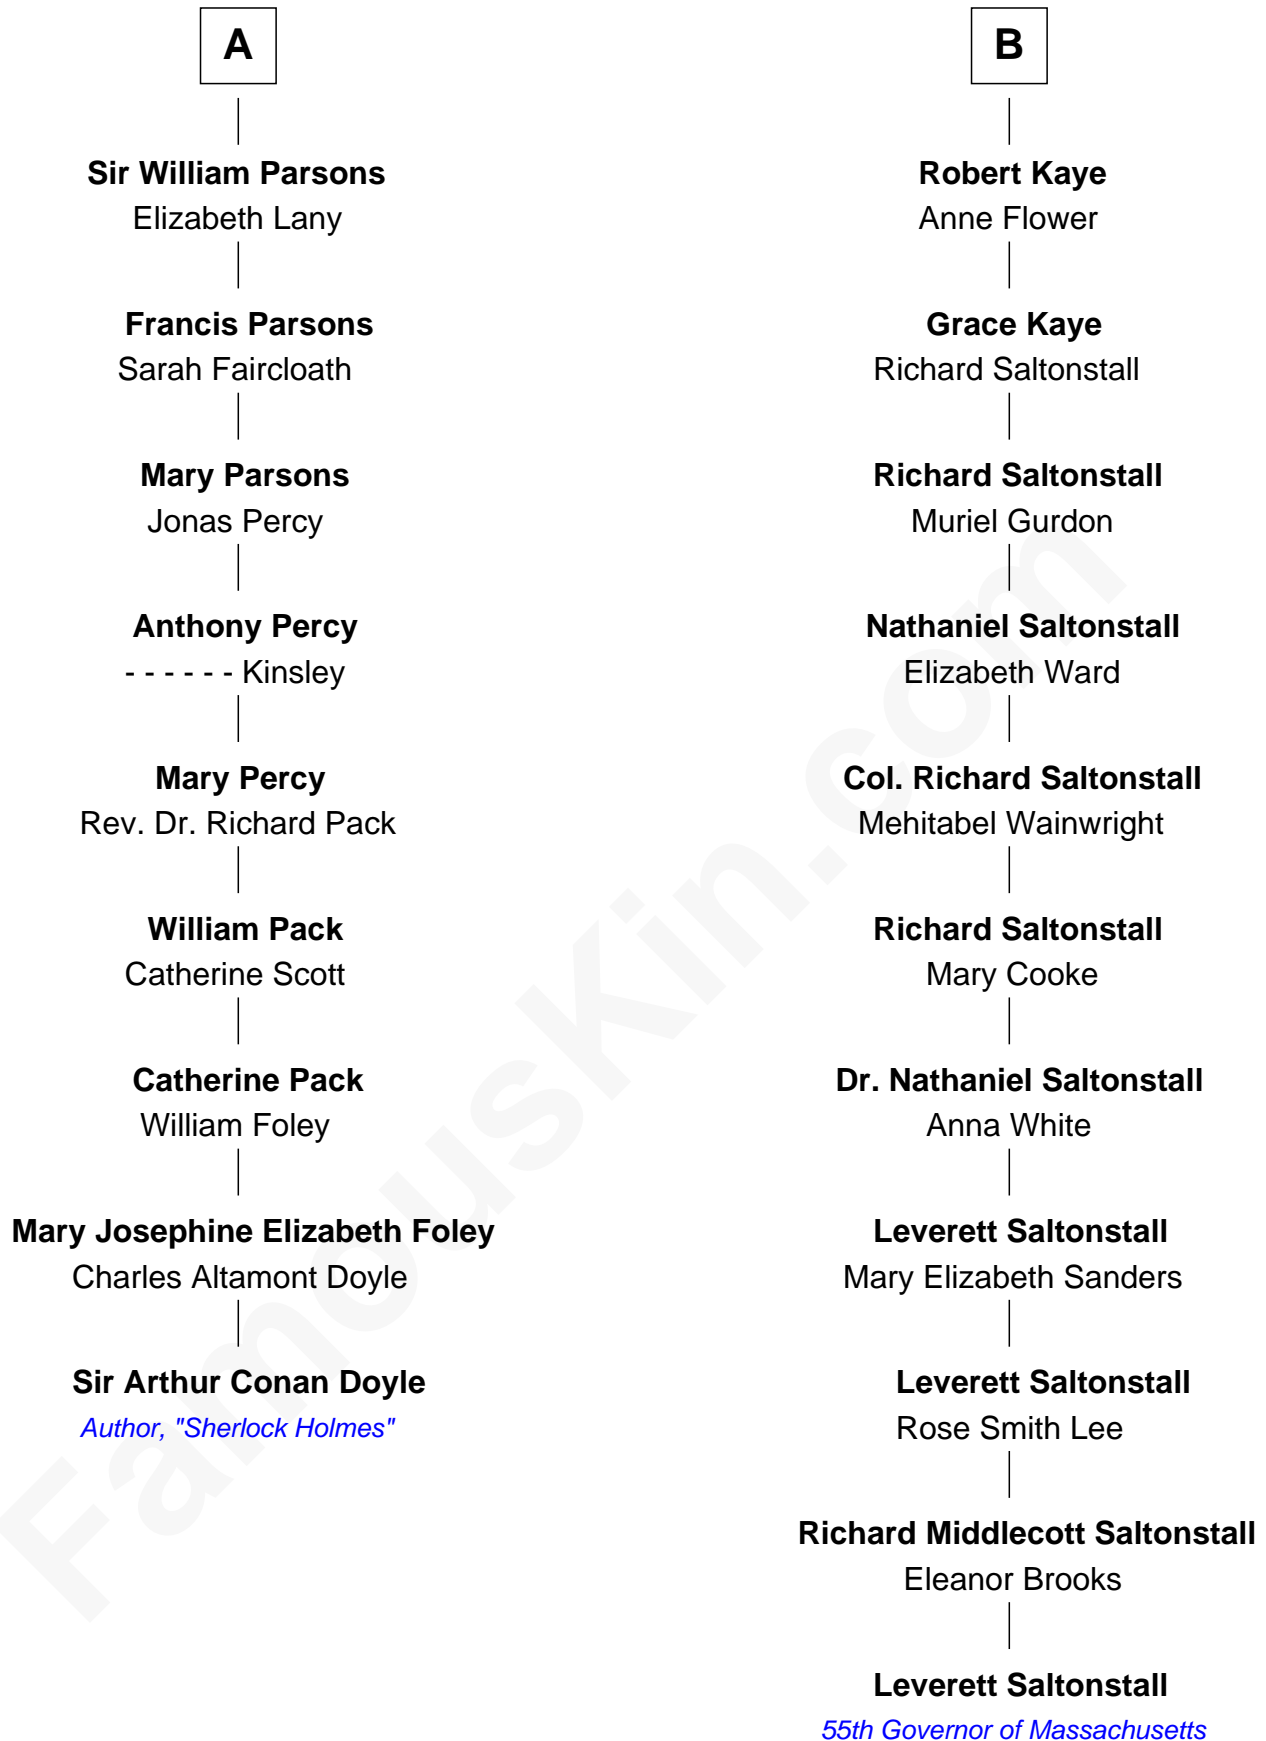 A
Sir William Parsons
Elizabeth Lany
Francis Parsons
Sarah Faircloath
Mary Parsons
Jonas Percy
Anthony Percy
- - - - - - Kinsley
Mary Percy
Rev. Dr. Richard Pack
William Pack
Catherine Scott
Catherine Pack
William Foley
Mary Josephine Elizabeth Foley
Charles Altamont Doyle
Sir Arthur Conan Doyle
Author, "Sherlock Holmes"
B
Robert Kaye
Anne Flower
Grace Kaye
Richard Saltonstall
Richard Saltonstall
Muriel Gurdon
Nathaniel Saltonstall
Elizabeth Ward
Col. Richard Saltonstall
Mehitabel Wainwright
Richard Saltonstall
Mary Cooke
Dr. Nathaniel Saltonstall
Anna White
Leverett Saltonstall
Mary Elizabeth Sanders
Leverett Saltonstall
Rose Smith Lee
Richard Middlecott Saltonstall
Eleanor Brooks
Leverett Saltonstall
55th Governor of Massachusetts
FamousKin.com